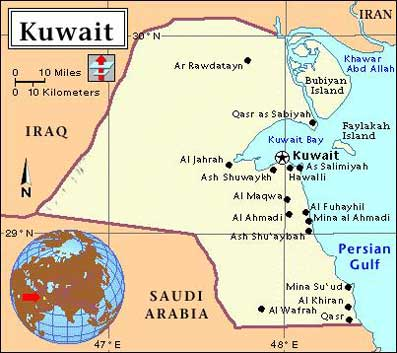 Kuwait
IRAN
30°N
0 10 Miles
0 10 Kilometers
Ar Rawdatayn
Khawar
Abd Allah
Bubiyan
Island
Qasr as Sabiyah
IRAQ
Kuwait Bay
Faylakah
Island
Al Jahrah
Kuwait
As Salimiyah
Ash Shuwaykh
Hawalli
N
Al Maqwa
Al Fuhayhil
Al Ahmadi
Mina al Ahmadi
29°N
Ash Shu'aybah
Persian
Gulf
SAUDI
ARABIA
Mina Su'ud
Al Khiran
Al Wafrah
Qasr
47°E
48°E